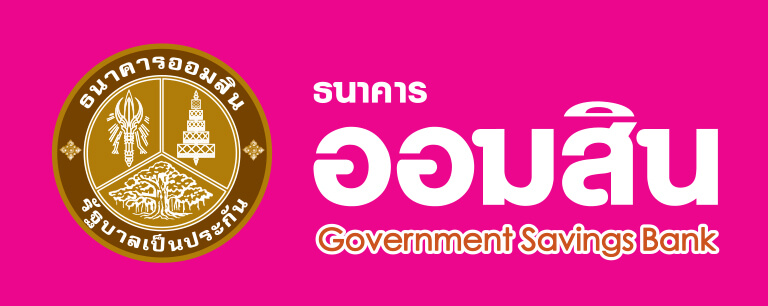 ธนาคารออมสิน
รัฐบาลเป็นประกัน
ธนาคาร
ออมสิน
Government Savings Bank